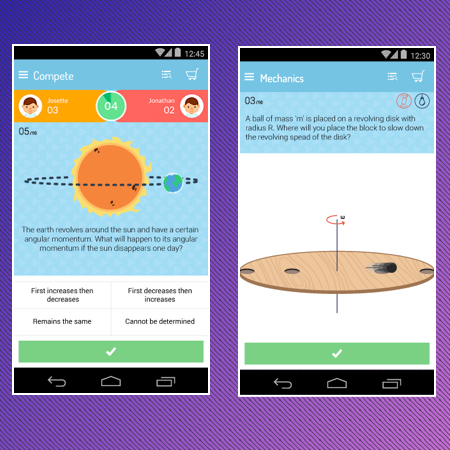 12:45
Compete
Josette
03
04
Jonathan
02
05/10
The earth revolves around the sun and have a certain
angular momentum. What will happen to its angular
momentum if the sun disappears one day?
First increases then
decreases
First decreases then
increases
Remains the same
Cannot be determined
12:30
Mechanics
03/10
A ball of mass 'm' is placed on a revolving disk with
radius R. Where will you place the block to slow down
the revolving spead of the disk?
ω